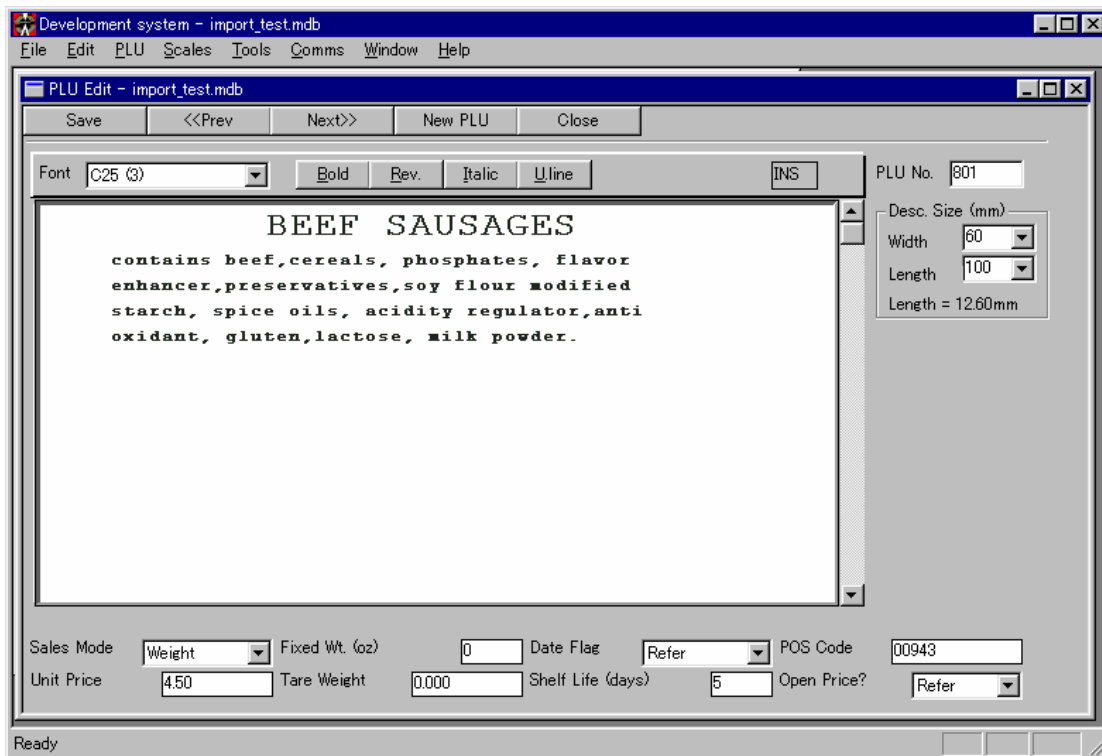 Development system - import_test.mdb
File Edit PLU Scales Tools Comms Window Help
PLU Edit - import_test.mdb
Save <<Prev Next>> New PLU Close
Font C25 (3) Bold Rev. Italic U.line INS PLU No. 801
BEEF SAUSAGES
contains beef,cereals, phosphates, flavor
enhancer,preservatives,soy flour modified
starch, spice oils, acidity regulator,anti
oxidant, gluten,lactose, milk powder.
Desc. Size (mm)
Width 60
Length 100
Length = 12.60mm
Sales Mode Weight Fixed Wt. (oz) 0 Date Flag Refer POS Code 00943
Unit Price 4.50 Tare Weight 0.000 Shelf Life (days) 5 Open Price? Refer
Ready